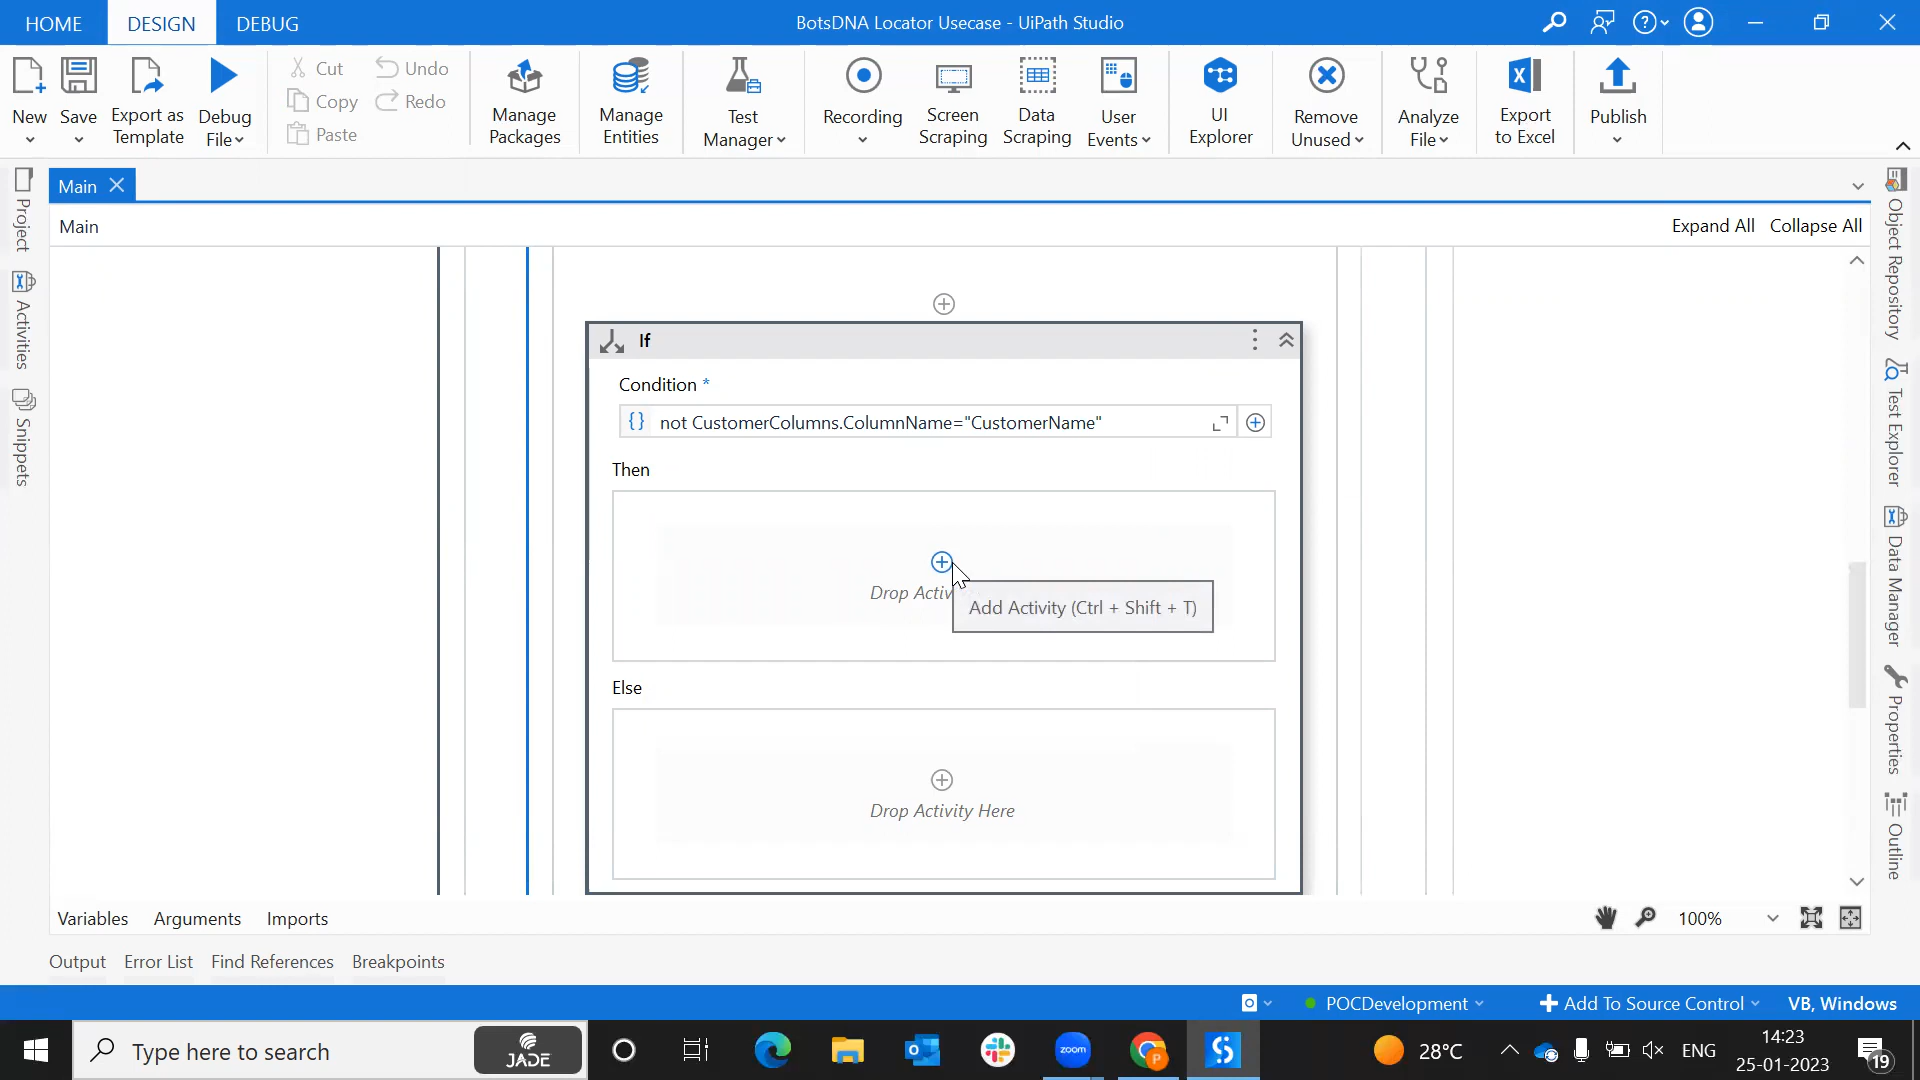 HOME DESIGN DEBUG BotsDNA Locator Usecase - UiPath Studio
New Save Export as Template Debug File Cut Copy Paste Undo Redo Manage Packages Manage Entities Test Manager Recording Screen Scraping Data Scraping User Events UI Explorer Remove Unused Analyze File Export to Excel Publish
Main
Main Expand All Collapse All
Project
Activities
Snippets
If
Condition *
{} not CustomerColumns.ColumnName="CustomerName"
Then
Drop Activ
Add Activity (Ctrl + Shift + T)
Else
Drop Activity Here
Object Repository
Test Explorer
Data Manager
Properties
Outline
Variables Arguments Imports 100%
Output Error List Find References Breakpoints
POCDevelopment Add To Source Control VB, Windows
Type here to search JADE zoom P 28°C ENG 14:23
25-01-2023 19